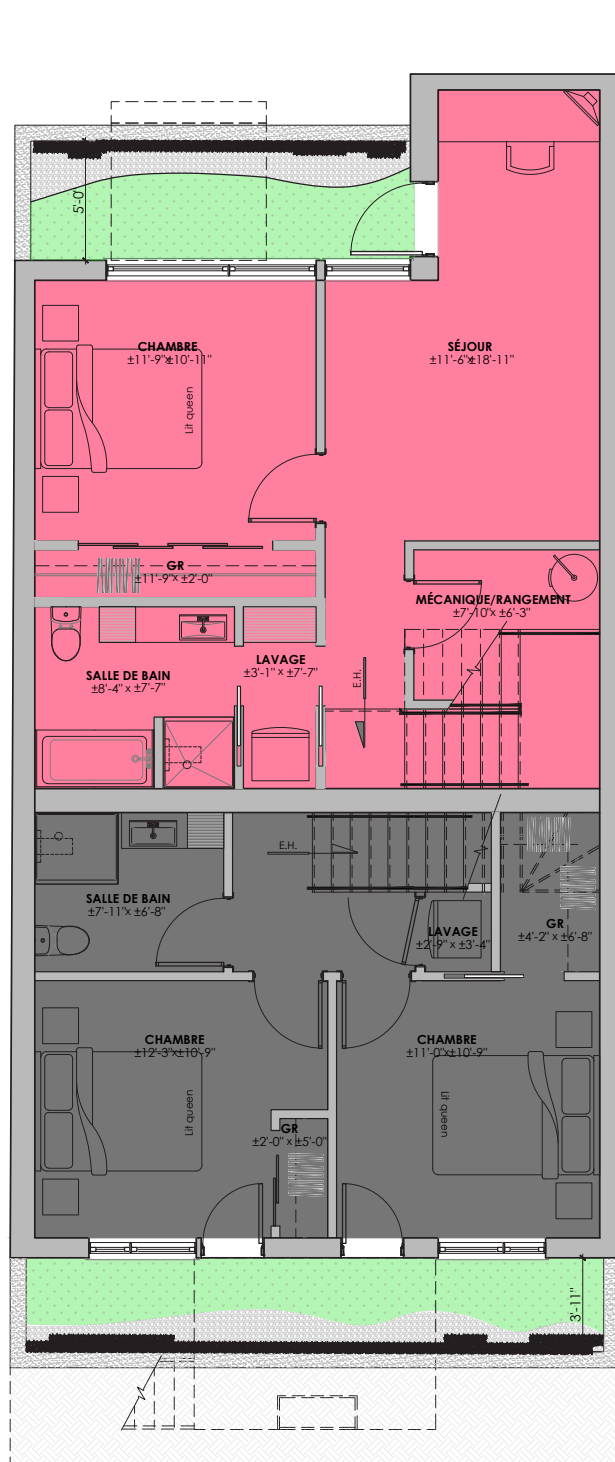 5'-0"
CHAMBRE
±11'-9"x±10'-11"
SÉJOUR
±11'-6"x±18'-11"
Lit queen
GR
±11'-9"x ±2'-0"
MÉCANIQUE/RANGEMENT
±7'-10"x ±6'-3"
SALLE DE BAIN
±8'-4" x ±7'-7"
LAVAGE
±3'-1" x ±7'-7"
E.H.
E.H.
SALLE DE BAIN
±7'-11"x ±6'-8"
LAVAGE
±2'-9" x ±3'-4"
GR
±4'-2" x ±6'-8"
CHAMBRE
±12'-3"x±10'-9"
CHAMBRE
±11'-0"x±10'-9"
Lit queen
Lit queen
GR
±2'-0" x ±5'-0"
3'-11"